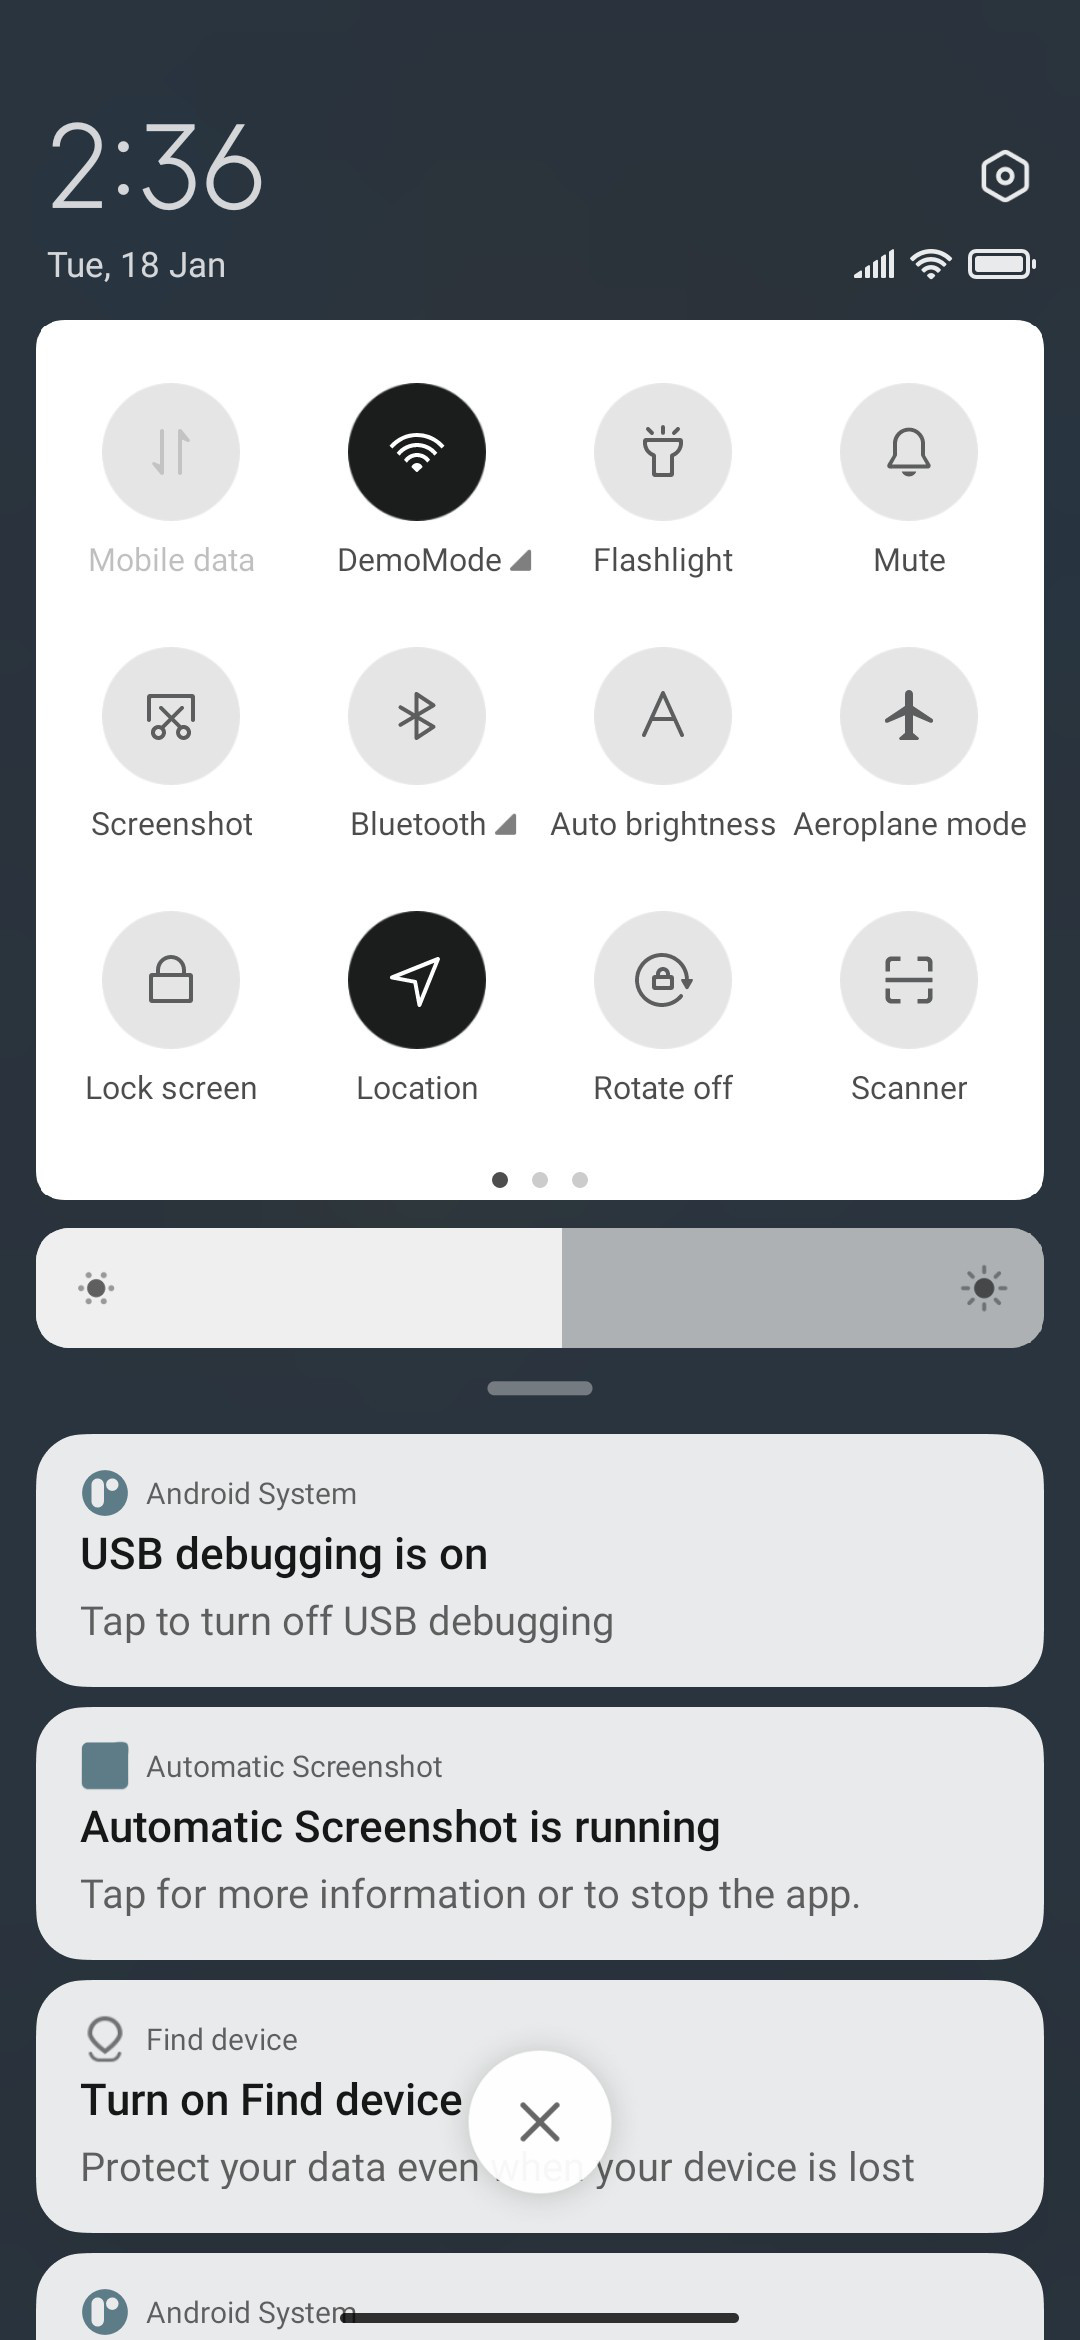 2:36
Tue, 18 Jan
Mobile data
DemoMode
Flashlight
Mute
Screenshot
Bluetooth
Auto brightness
Aeroplane mode
Lock screen
Location
Rotate off
Scanner
Android System
USB debugging is on
Tap to turn off USB debugging
Automatic Screenshot
Automatic Screenshot is running
Tap for more information or to stop the app.
Find device
Turn on Find device
Protect your data even when your device is lost
Android System